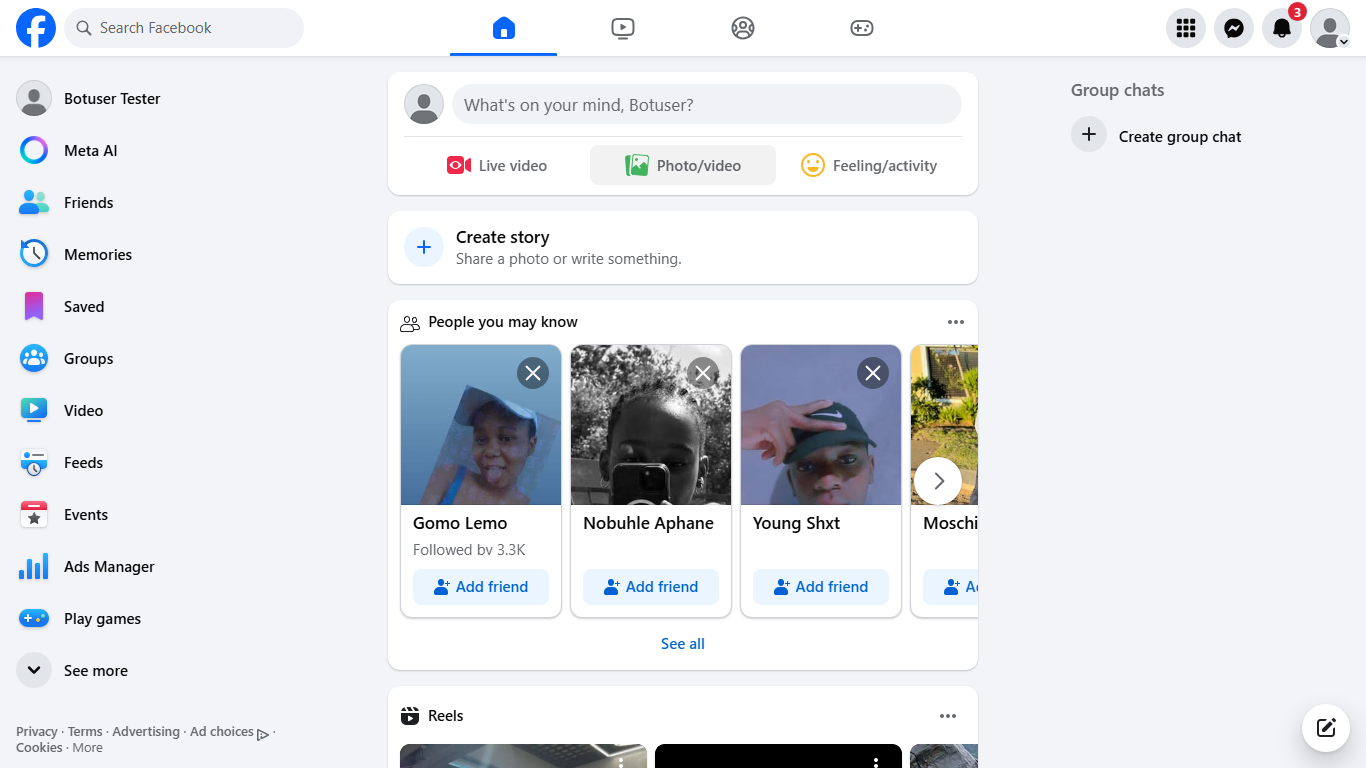 Search Facebook
3
Botuser Tester
Meta AI
Friends
Memories
Saved
Groups
Video
Feeds
Events
Ads Manager
Play games
See more
Privacy · Terms · Advertising · Ad choices ·
Cookies · More
What's on your mind, Botuser?
Live video
Photo/video
Feeling/activity
Create story
Share a photo or write something.
People you may know
Gomo Lemo
Followed by 3.3K
Add friend
Nobuhle Aphane
Add friend
Young Shxt
Add friend
Moschi
A
See all
Reels
Group chats
Create group chat